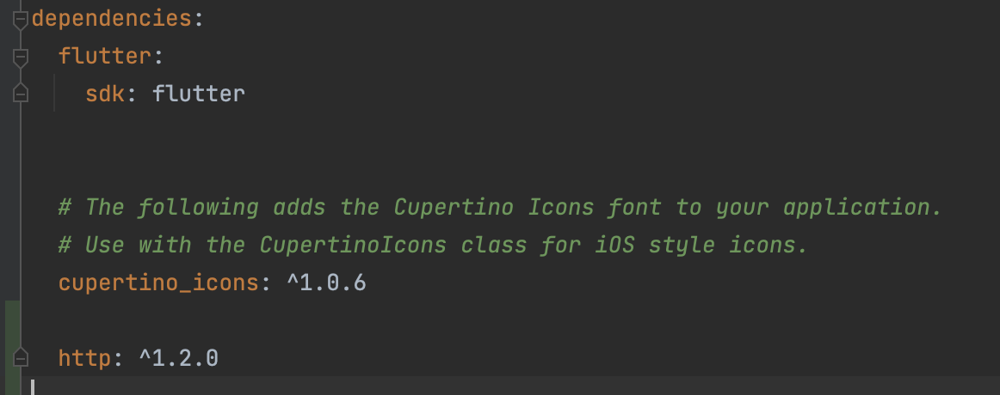 dependencies:
  flutter:
    sdk: flutter
  # The following adds the Cupertino Icons font to your application.
  # Use with the CupertinoIcons class for iOS style icons.
  cupertino_icons: ^1.0.6
  http: ^1.2.0